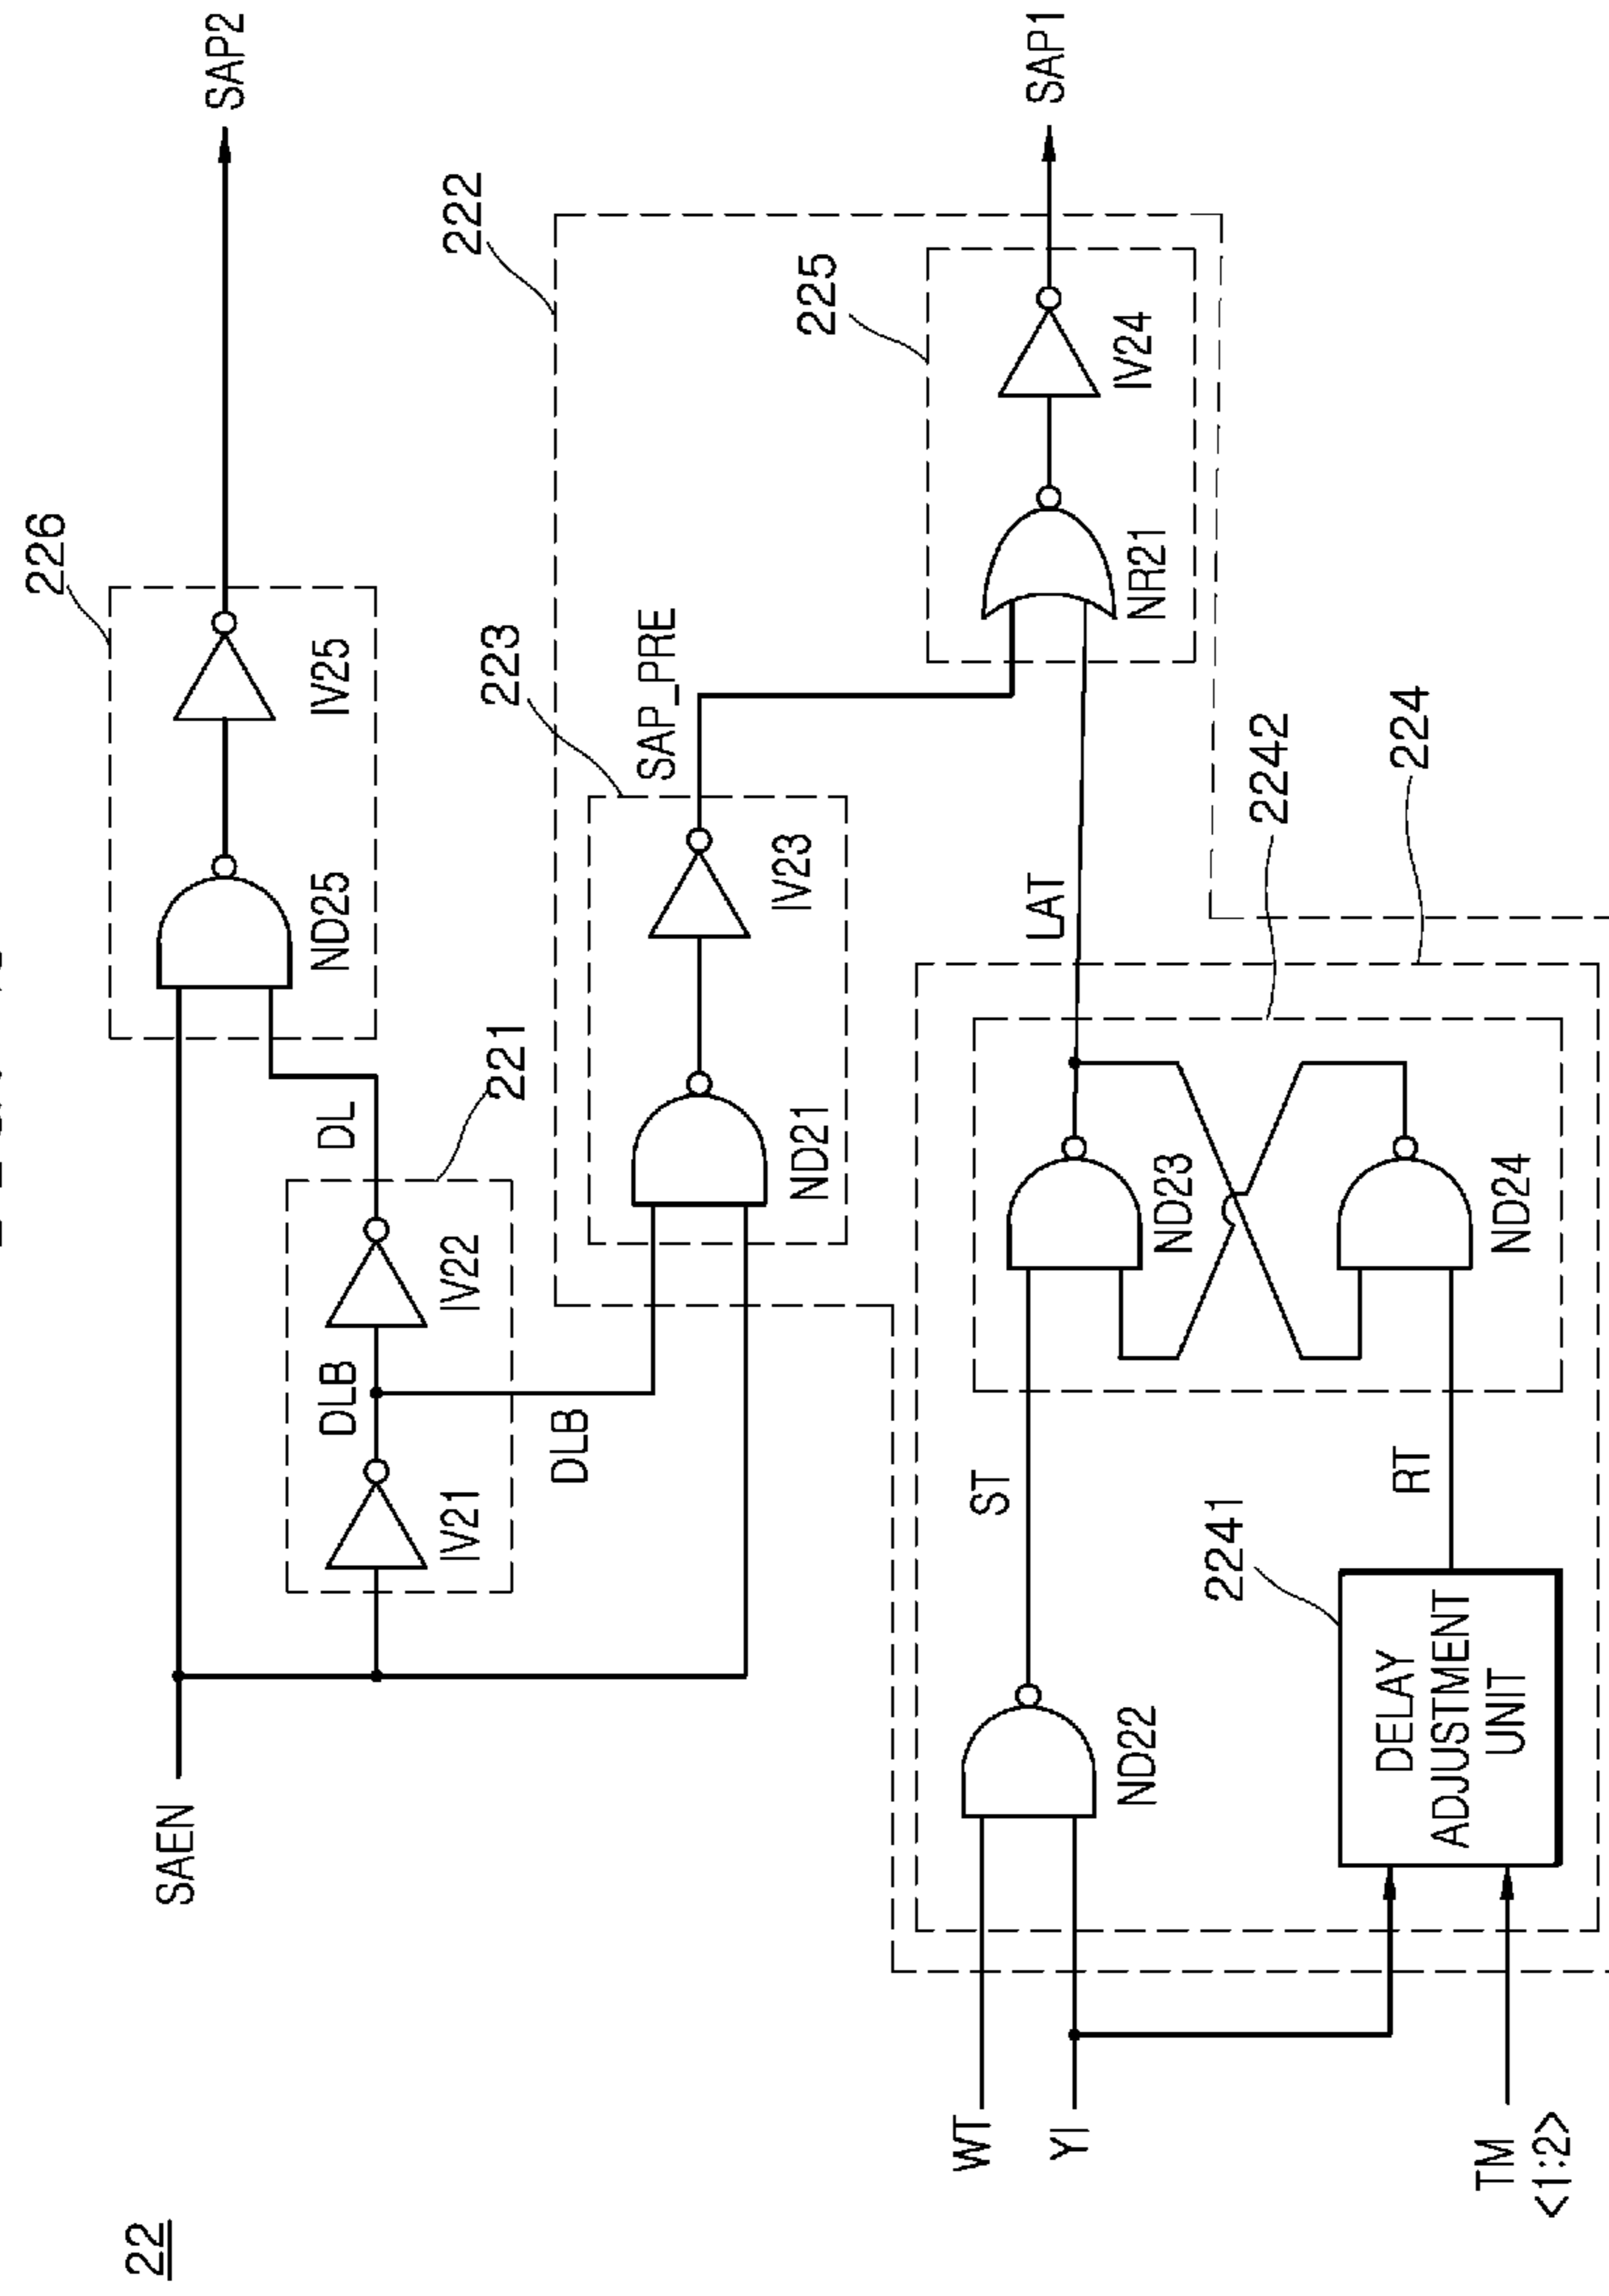 22
SAEN
IV21
DLB
IV22
221
DL
ND25
IV25
226
SAP2
DLB
ND21
IV23
223
SAP_PRE
222
WT
YI
TM
<1:2>
ND22
ST
DELAY
ADJUSTMENT
UNIT
2241
RT
ND23
ND24
2242
224
LAT
NR21
IV24
225
SAP1